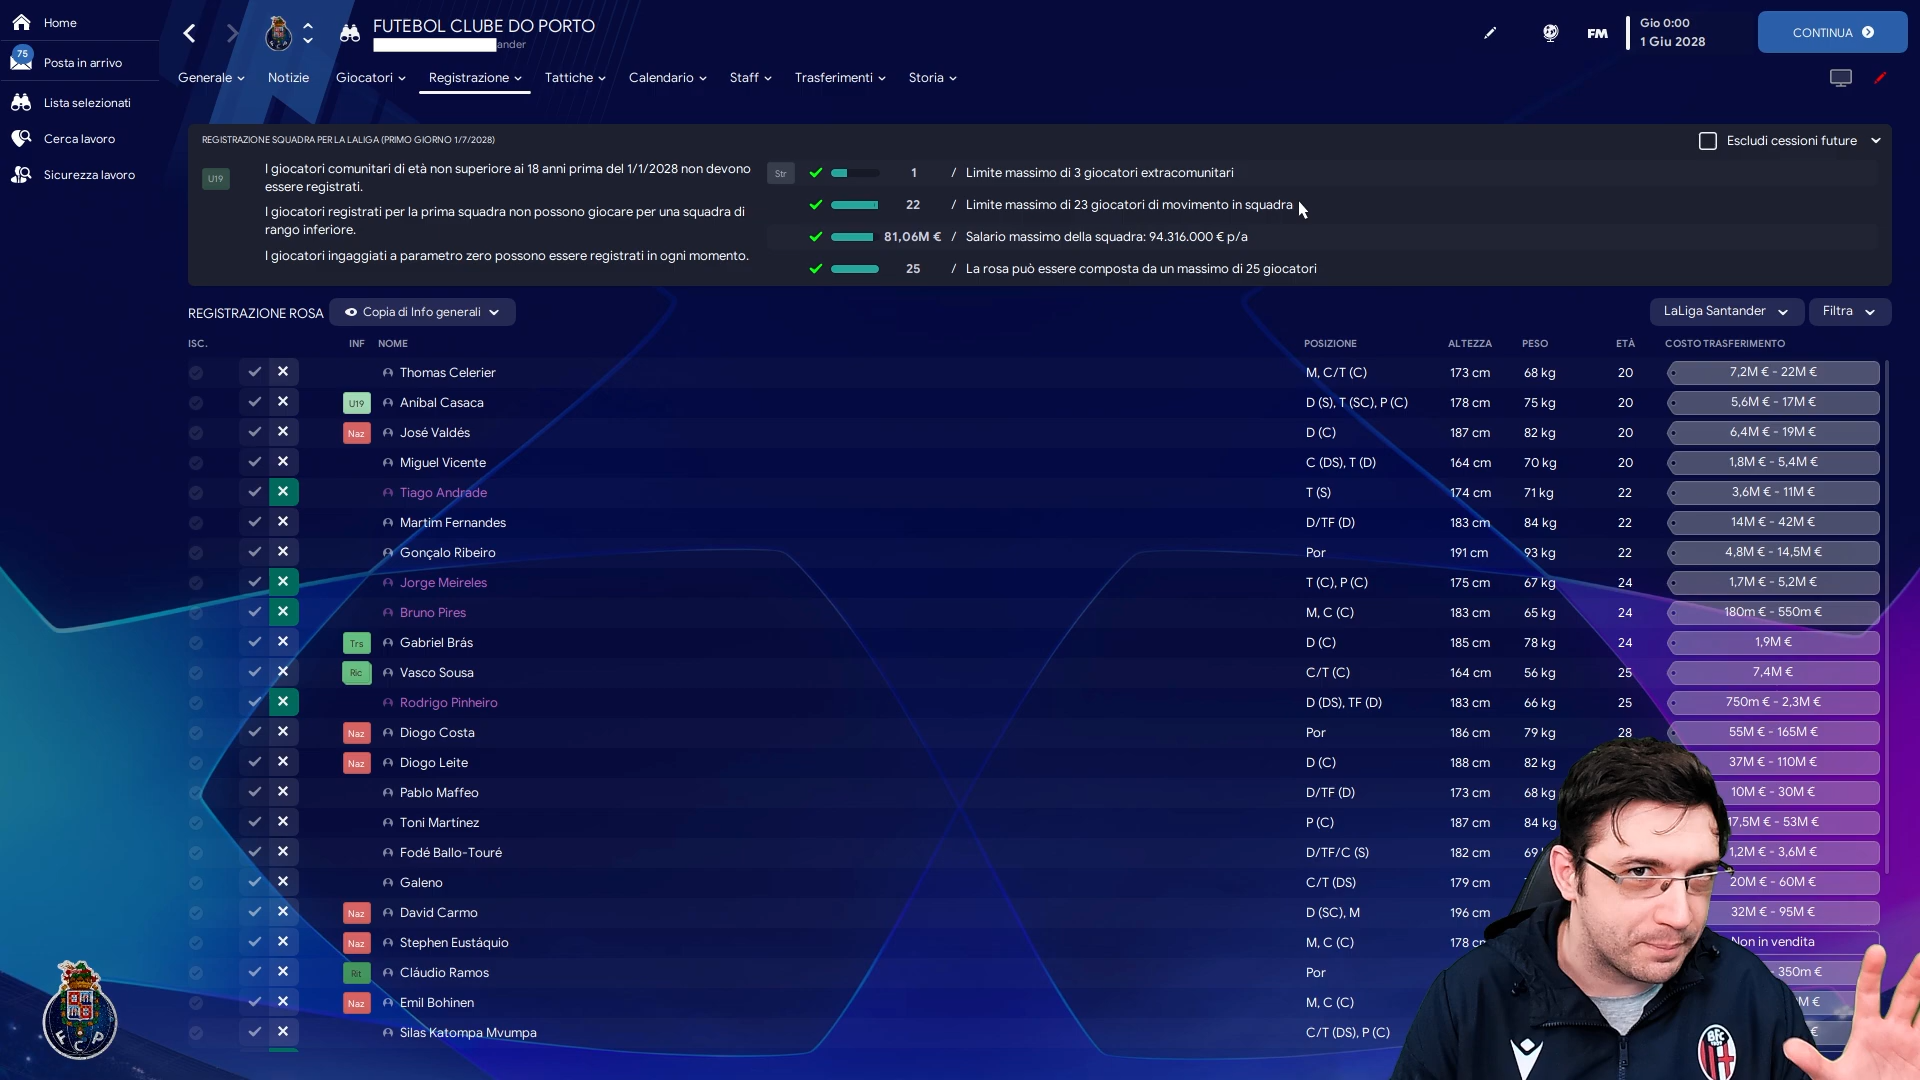 Home
75
Posta in arrivo
Lista selezionati
Cerca lavoro
Sicurezza lavoro
FUTEBOL CLUBE DO PORTO
ander
FM
Gio 0:00
1 Giu 2028
CONTINUA
Generale
Notizie
Giocatori
Registrazione
Tattiche
Calendario
Staff
Trasferimenti
Storia
REGISTRAZIONE SQUADRA PER LA LALIGA (PRIMO GIORNO 1/7/2028)
Escludi cessioni future
U19
I giocatori comunitari di età non superiore ai 18 anni prima del 1/1/2028 non devono
essere registrati.
I giocatori registrati per la prima squadra non possono giocare per una squadra di
rango inferiore.
I giocatori ingaggiati a parametro zero possono essere registrati in ogni momento.
Str 1 / Limite massimo di 3 giocatori extracomunitari
22 / Limite massimo di 23 giocatori di movimento in squadra
81,06M € / Salario massimo della squadra: 94.316.000 € p/a
25 / La rosa può essere composta da un massimo di 25 giocatori
REGISTRAZIONE ROSA
Copia di Info generali
LaLiga Santander
Filtra
ISC. INF NOME POSIZIONE ALTEZZA PESO ETÀ COSTO TRASFERIMENTO
Thomas Celerier M, C/T (C) 173 cm 68 kg 20 7,2M € - 22M €
U19 Aníbal Casaca D (S), T (SC), P (C) 178 cm 75 kg 20 5,6M € - 17M €
Naz José Valdés D (C) 187 cm 82 kg 20 6,4M € - 19M €
Miguel Vicente C (DS), T (D) 164 cm 70 kg 20 1,8M € - 5,4M €
Tiago Andrade T (S) 174 cm 71 kg 22 3,6M € - 11M €
Martim Fernandes D/TF (D) 183 cm 84 kg 22 14M € - 42M €
Gonçalo Ribeiro Por 191 cm 93 kg 22 4,8M € - 14,5M €
Jorge Meireles T (C), P (C) 175 cm 67 kg 24 1,7M € - 5,2M €
Bruno Pires M, C (C) 183 cm 65 kg 24 180m € - 550m €
Trs Gabriel Brás D (C) 185 cm 78 kg 24 1,9M €
Ric Vasco Sousa C/T (C) 164 cm 56 kg 25 7,4M €
Rodrigo Pinheiro D (DS), TF (D) 183 cm 66 kg 25 750m € - 2,3M €
Naz Diogo Costa Por 186 cm 79 kg 28 55M € - 165M €
Naz Diogo Leite D (C) 188 cm 82 kg 37M € - 110M €
Pablo Maffeo D/TF (D) 173 cm 68 kg 10M € - 30M €
Toni Martínez P (C) 187 cm 84 kg 17,5M € - 53M €
Fodé Ballo-Touré D/TF/C (S) 182 cm 69 1,2M € - 3,6M €
Galeno C/T (DS) 179 cm 20M € - 60M €
Naz David Carmo D (SC), M 196 cm 32M € - 95M €
Naz Stephen Eustáquio M, C (C) 178 cm Non in vendita
Rit Cláudio Ramos Por - 350m €
Naz Emil Bohinen M, C (C) M €
Silas Katompa Mvumpa C/T (DS), P (C) €
F C P
BFC
1909